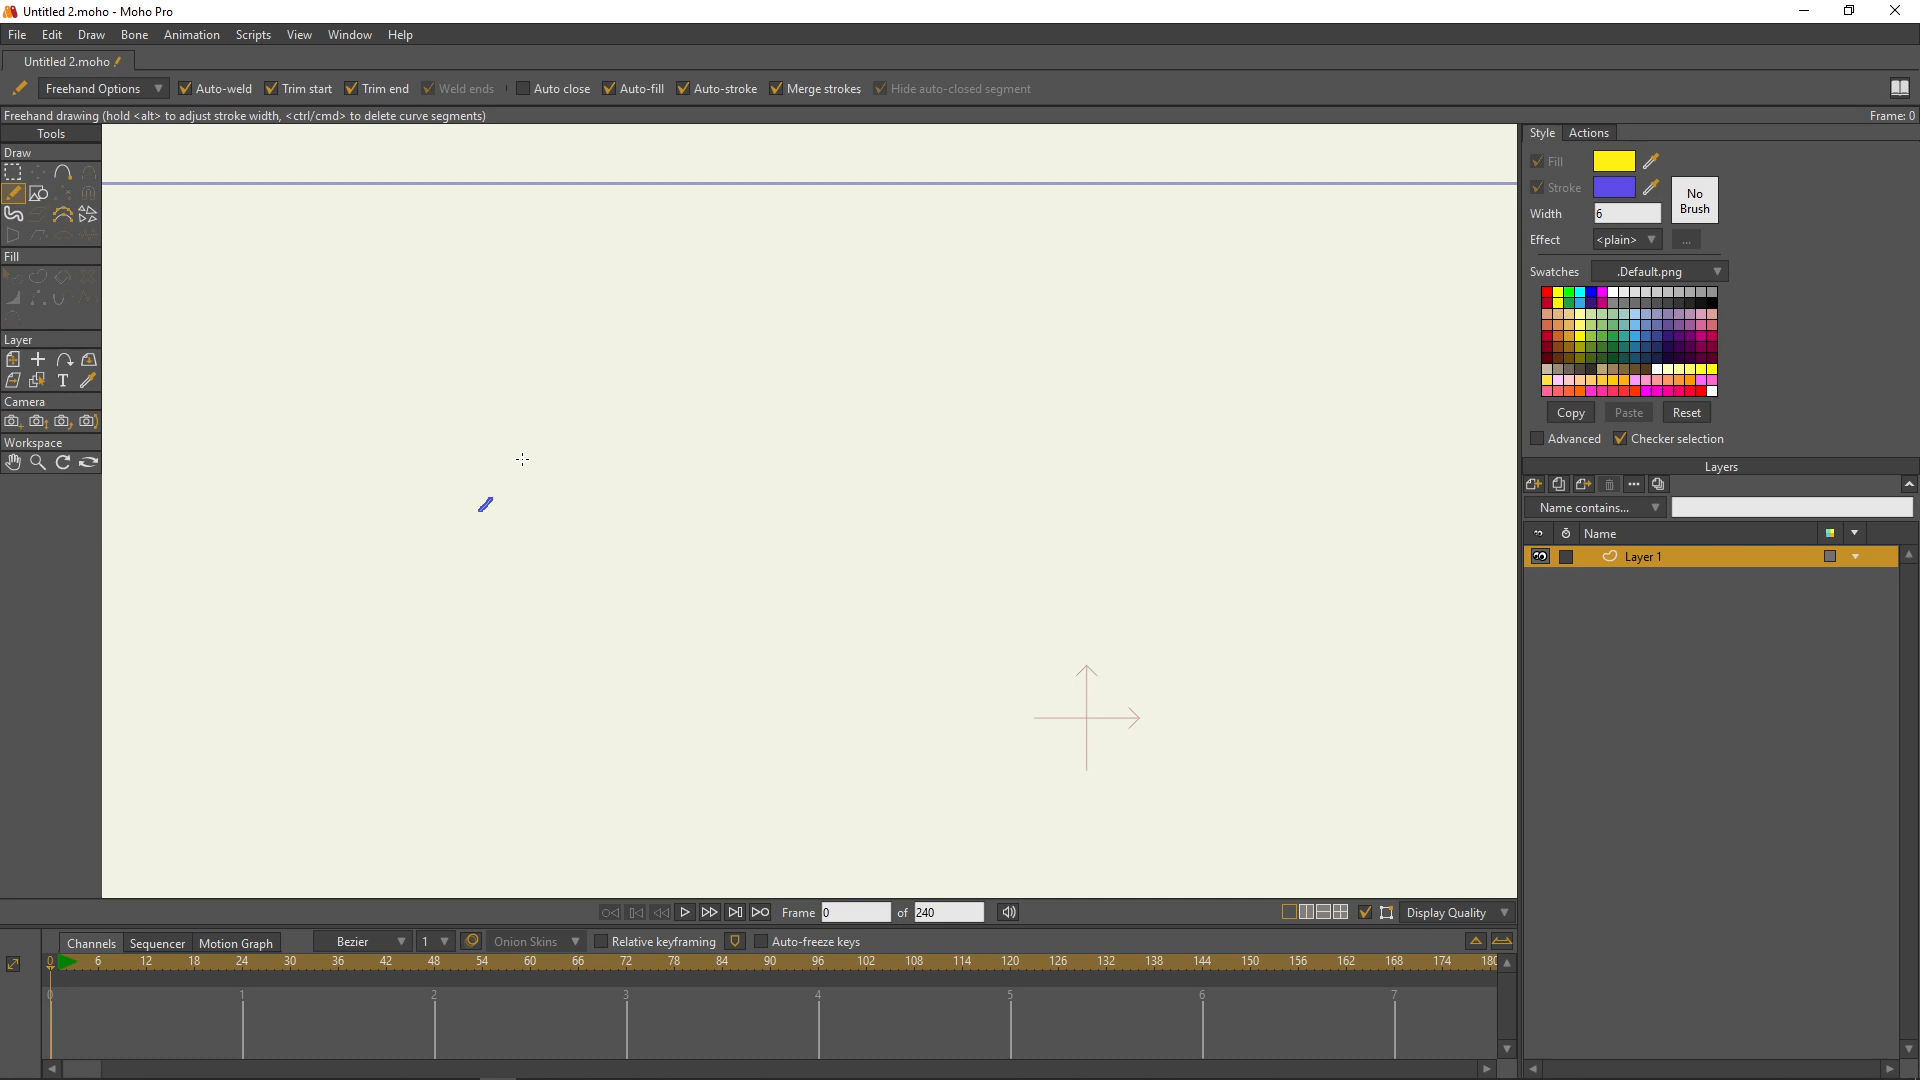 Untitled 2.moho - Moho Pro
File Edit Draw Bone Animation Scripts View Window Help
Untitled 2.moho
Freehand Options Auto-weld Trim start Trim end Weld ends Auto close Auto-fill Auto-stroke Merge strokes Hide auto-closed segment
Freehand drawing (hold <alt> to adjust stroke width, <ctrl/cmd> to delete curve segments) Frame: 0
Tools
Draw
Fill
Layer
Camera
Workspace
Style Actions
Fill
Stroke
No Brush
Width 6
Effect <plain> ...
Swatches .Default.png
Copy Paste Reset
Advanced Checker selection
Layers
Name contains...
Name
Layer 1
Frame 0 of 240 Display Quality
Channels Sequencer Motion Graph Bezier 1 Onion Skins Relative keyframing Auto-freeze keys
0 6 12 18 24 30 36 42 48 54 60 66 72 78 84 90 96 102 108 114 120 126 132 138 144 150 156 162 168 174 180
0 1 2 3 4 5 6 7